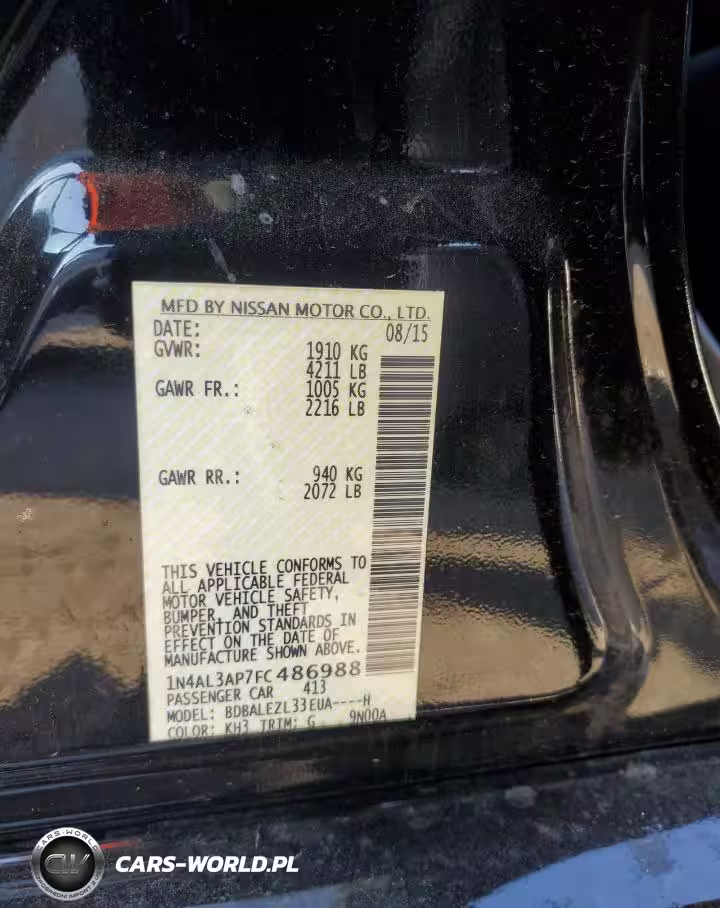 MFD BY NISSAN MOTOR CO., LTD.
DATE: 08/15
GVWR: 1910 KG
4211 LB
GAWR FR.: 1005 KG
2216 LB
GAWR RR.: 940 KG
2072 LB
THIS VEHICLE CONFORMS TO
ALL APPLICABLE FEDERAL
MOTOR VEHICLE SAFETY,
BUMPER, AND THEFT
PREVENTION STANDARDS IN
EFFECT ON THE DATE OF
MANUFACTURE SHOWN ABOVE.
1N4AL3AP7FC486988
PASSENGER CAR 413
MODEL: BDBALEZL33EUA----H
COLOR: KH3 TRIM: G 9N00A
CARS-WORLD
CW
CARS-WORLD.PL